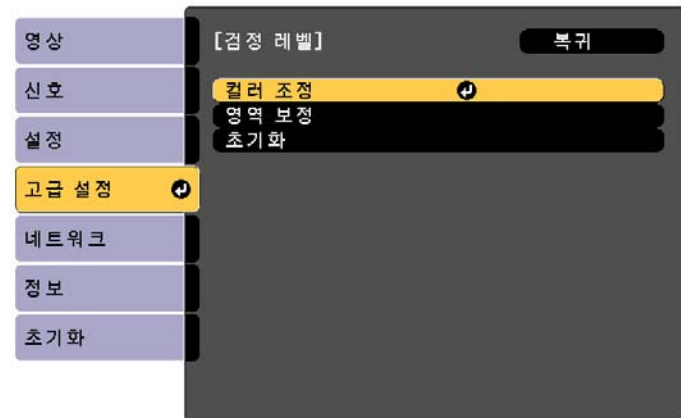 영상
신호
설정
고급 설정
네트워크
정보
초기화
[검정 레벨]
복귀
컬러 조정
영역 보정
초기화